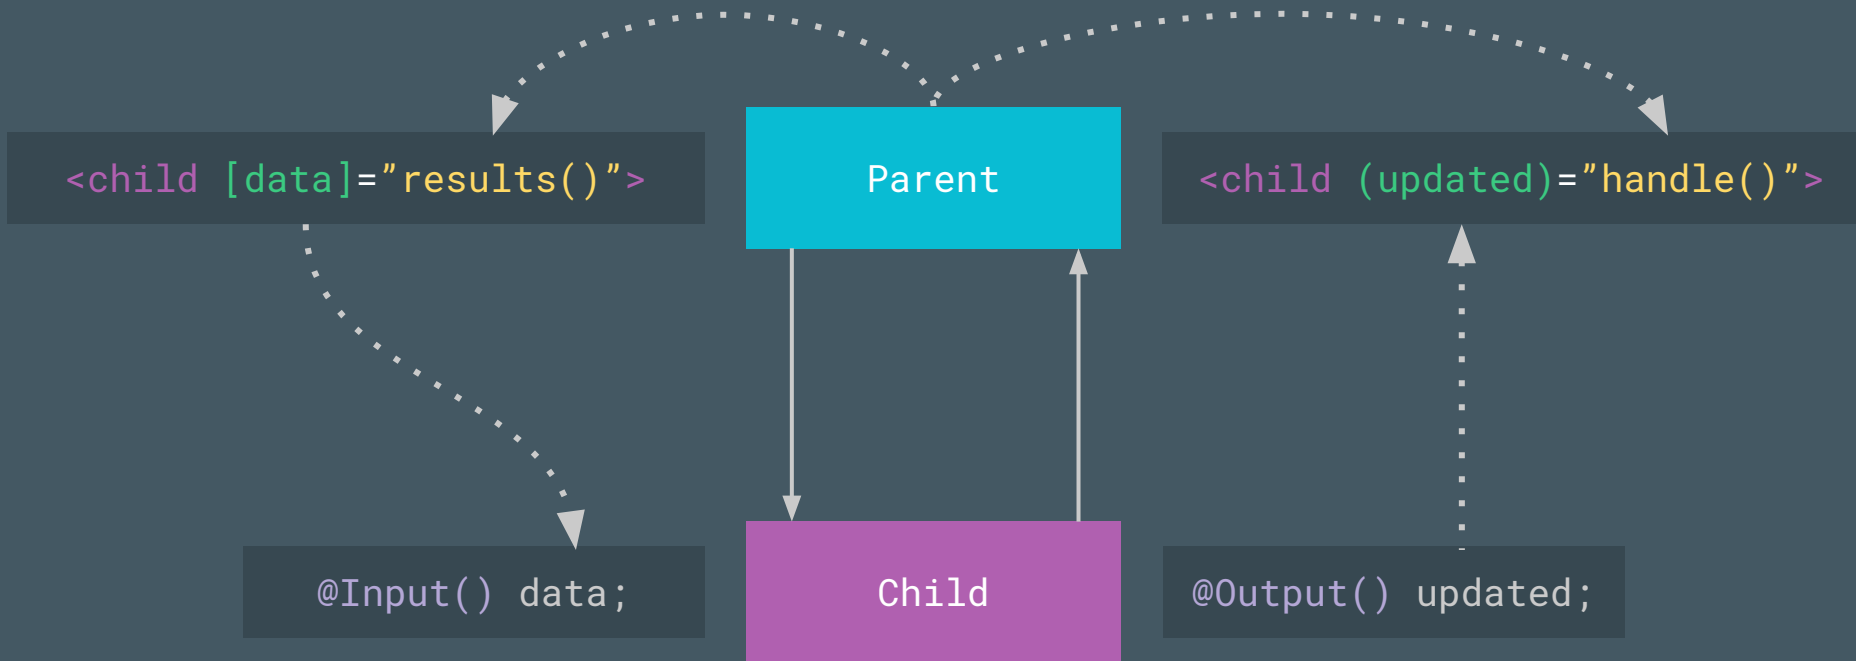 <child [data]=”results()”>
Parent
<child (updated)=”handle()”>
@Input() data;
Child
@Output() updated;